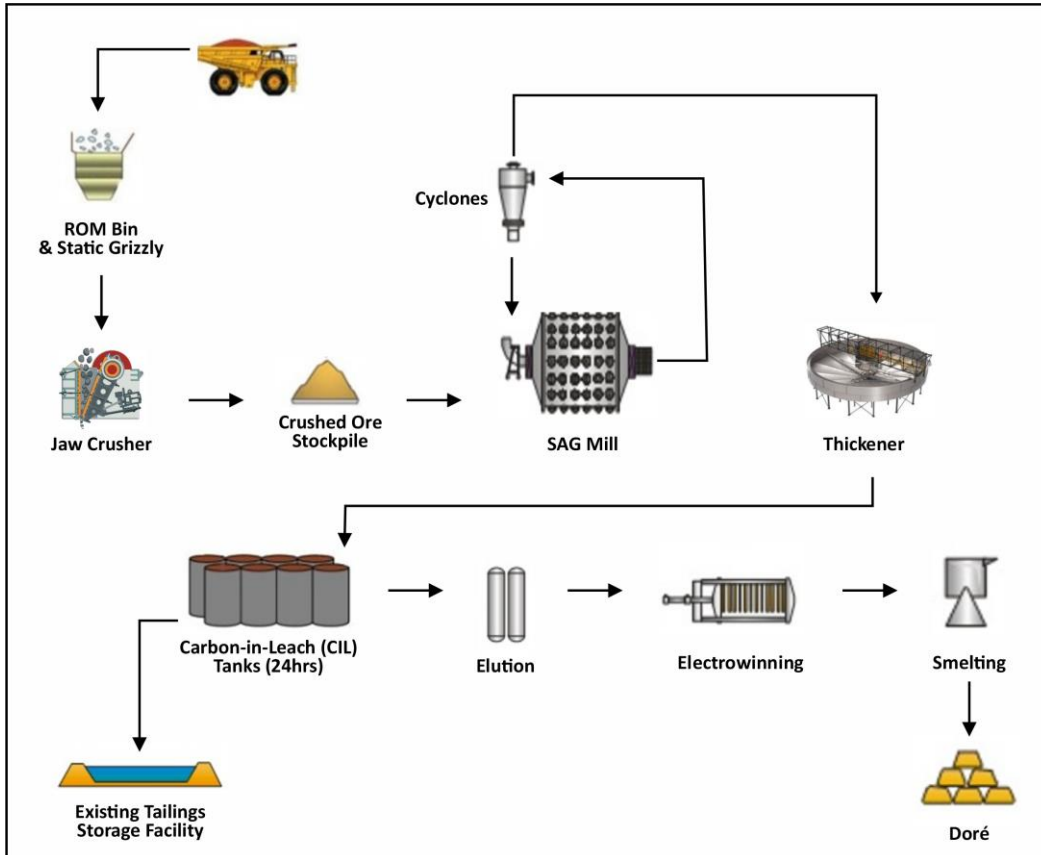 Cyclones
ROM Bin
& Static Grizzly
Jaw Crusher
Crushed Ore
Stockpile
SAG Mill
Thickener
Carbon-in-Leach (CIL)
Tanks (24hrs)
Elution
Electrowinning
Smelting
Existing Tailings
Storage Facility
Doré